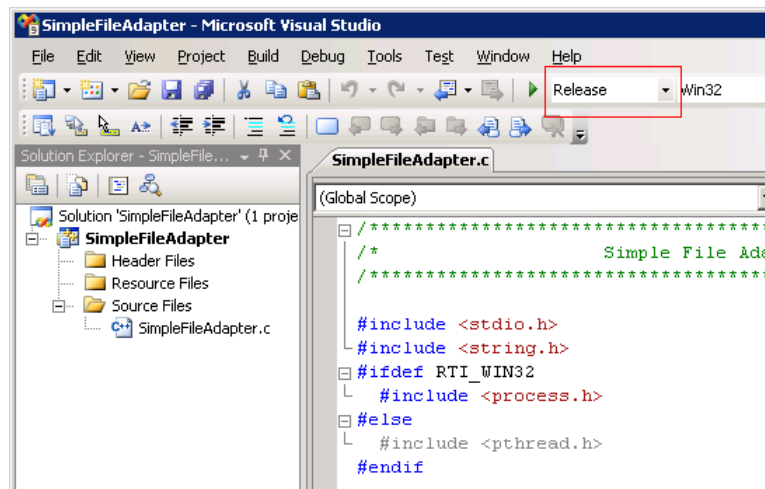 SimpleFileAdapter - Microsoft Visual Studio
File Edit View Project Build Debug Tools Test Window Help
Release Win32
Solution Explorer - SimpleFile...
SimpleFileAdapter.c
(Global Scope)
Solution 'SimpleFileAdapter' (1 proje
SimpleFileAdapter
Header Files
Resource Files
Source Files
SimpleFileAdapter.c
/***********************************
/* Simple File Ada
/***********************************
#include <stdio.h>
#include <string.h>
#ifdef RTI_WIN32
#include <process.h>
#else
#include <pthread.h>
#endif